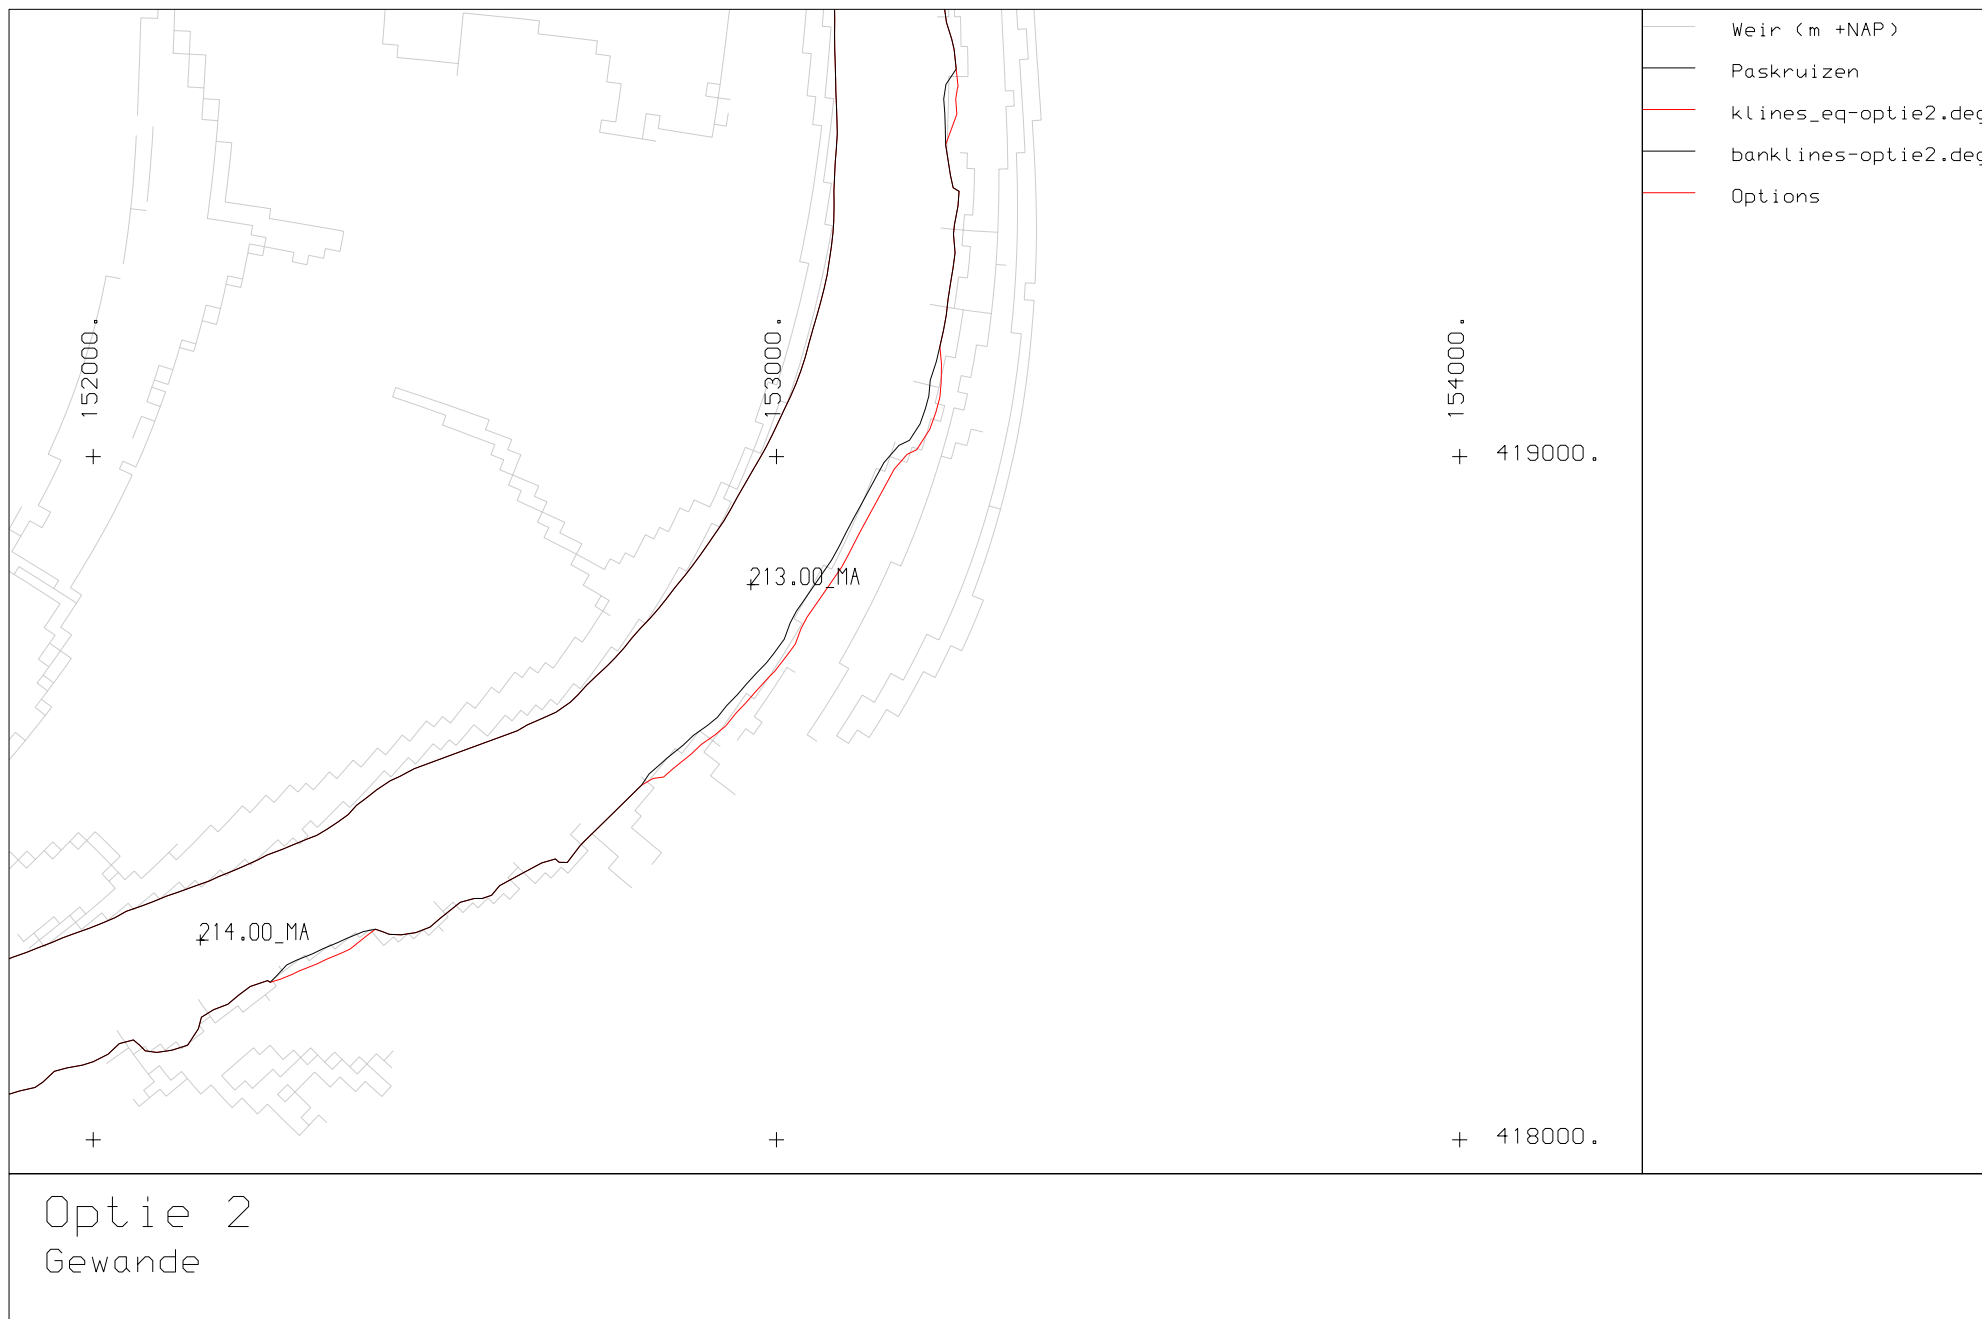 Weir (m +NAP)
Paskruizen
klines_eq-optie2.deg
banklines-optie2.deg
Options
152000.
153000.
154000.
419000.
213.00_MA
214.00_MA
418000.
Optie 2
Gewande